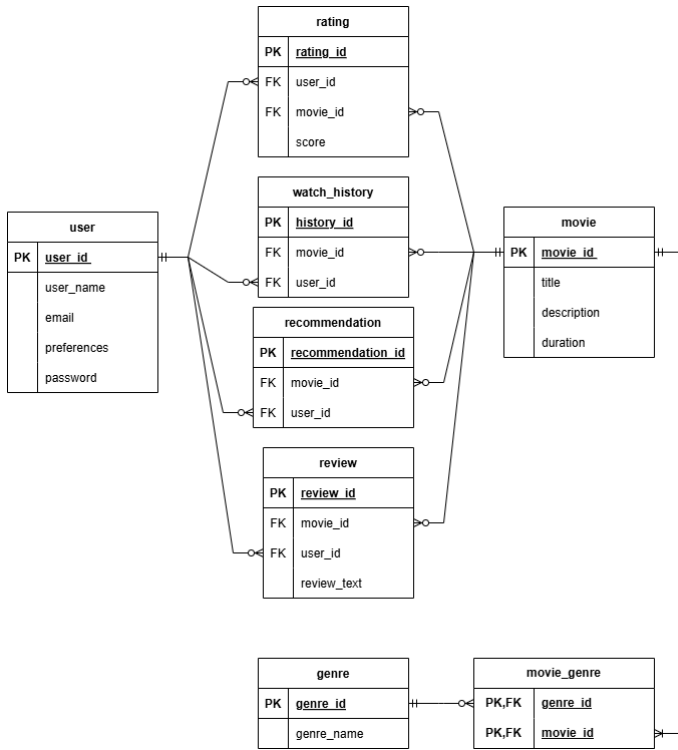 rating
PK rating_id
FK user_id
FK movie_id
score
watch_history
PK history_id
FK movie_id
FK user_id
user
PK user_id
user_name
email
preferences
password
movie
PK movie_id
title
description
duration
recommendation
PK recommendation_id
FK movie_id
FK user_id
review
PK review_id
FK movie_id
FK user_id
review_text
genre
PK genre_id
genre_name
movie_genre
PK,FK genre_id
PK,FK movie_id